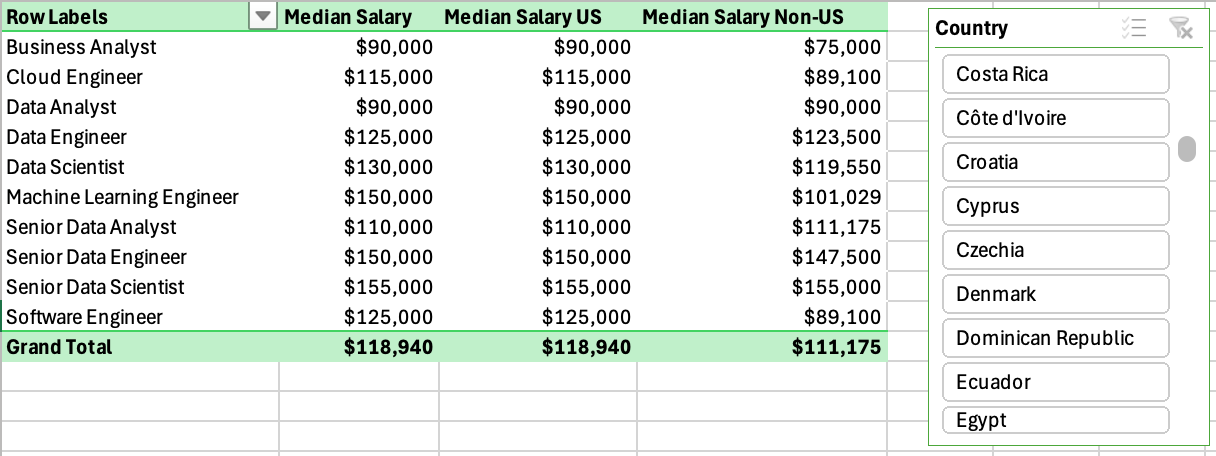 Row Labels Median Salary Median Salary US Median Salary Non-US
Business Analyst $90,000 $90,000 $75,000
Cloud Engineer $115,000 $115,000 $89,100
Data Analyst $90,000 $90,000 $90,000
Data Engineer $125,000 $125,000 $123,500
Data Scientist $130,000 $130,000 $119,550
Machine Learning Engineer $150,000 $150,000 $101,029
Senior Data Analyst $110,000 $110,000 $111,175
Senior Data Engineer $150,000 $150,000 $147,500
Senior Data Scientist $155,000 $155,000 $155,000
Software Engineer $125,000 $125,000 $89,100
Grand Total $118,940 $118,940 $111,175
Country
Costa Rica
Côte d'Ivoire
Croatia
Cyprus
Czechia
Denmark
Dominican Republic
Ecuador
Egypt